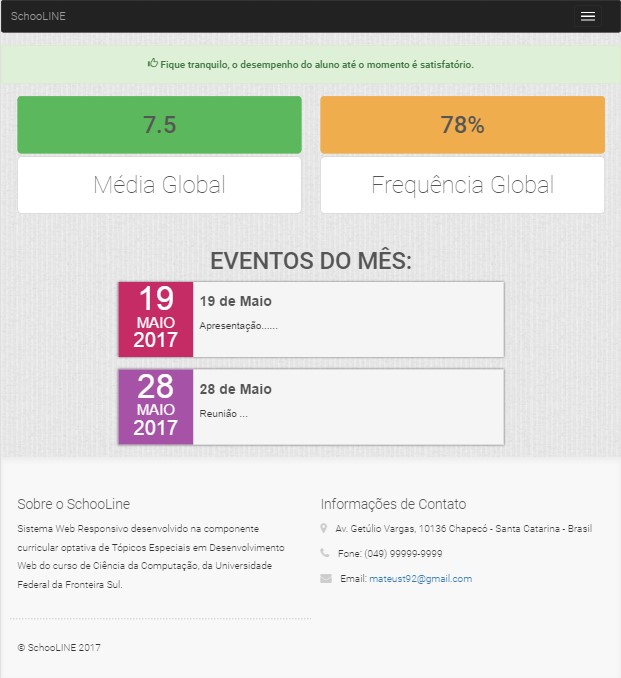 SchooLINE
Fique tranquilo, o desempenho do aluno até o momento é satisfatório.
7.5
Média Global
78%
Frequência Global
EVENTOS DO MÊS:
19
MAIO
2017
19 de Maio
Apresentação......
28
MAIO
2017
28 de Maio
Reunião ...
Sobre o SchooLine
Sistema Web Responsivo desenvolvido na componente
curricular optativa de Tópicos Especiais em Desenvolvimento
Web do curso de Ciência da Computação, da Universidade
Federal da Fronteira Sul.
Informações de Contato
Av. Getúlio Vargas, 10136 Chapecó - Santa Catarina - Brasil
Fone: (049) 99999-9999
Email: mateust92@gmail.com
© SchooLINE 2017